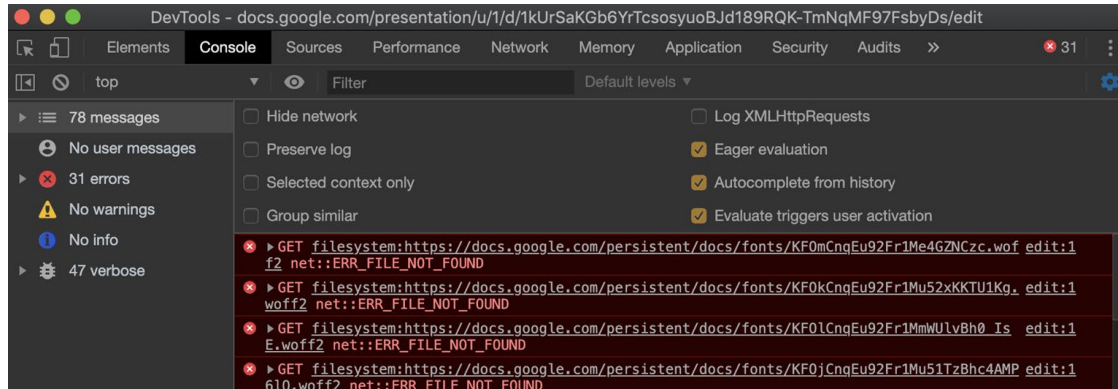 DevTools - docs.google.com/presentation/u/1/d/1kUrSaKGb6YrTcsosyuoBJd189RQK-TmNqMF97FsbyDs/edit
Elements Console Sources Performance Network Memory Application Security Audits » 31
top Filter Default levels ▼
78 messages
No user messages
31 errors
No warnings
No info
47 verbose
Hide network Log XMLHttpRequests
Preserve log Eager evaluation
Selected context only Autocomplete from history
Group similar Evaluate triggers user activation
GET filesystem:https://docs.google.com/persistent/docs/fonts/KFOmCnqEu92Fr1Me4GZNCzc.wof edit:1
f2 net::ERR_FILE_NOT_FOUND
GET filesystem:https://docs.google.com/persistent/docs/fonts/KFOkCnqEu92Fr1Mu52xKKTU1Kg. edit:1
woff2 net::ERR_FILE_NOT_FOUND
GET filesystem:https://docs.google.com/persistent/docs/fonts/KFOlCnqEu92Fr1MmWUlvBh0_Is edit:1
E.woff2 net::ERR_FILE_NOT_FOUND
GET filesystem:https://docs.google.com/persistent/docs/fonts/KFOjCnqEu92Fr1Mu51TzBhc4AMP edit:1
6lQ.woff2 net::ERR_FILE_NOT_FOUND